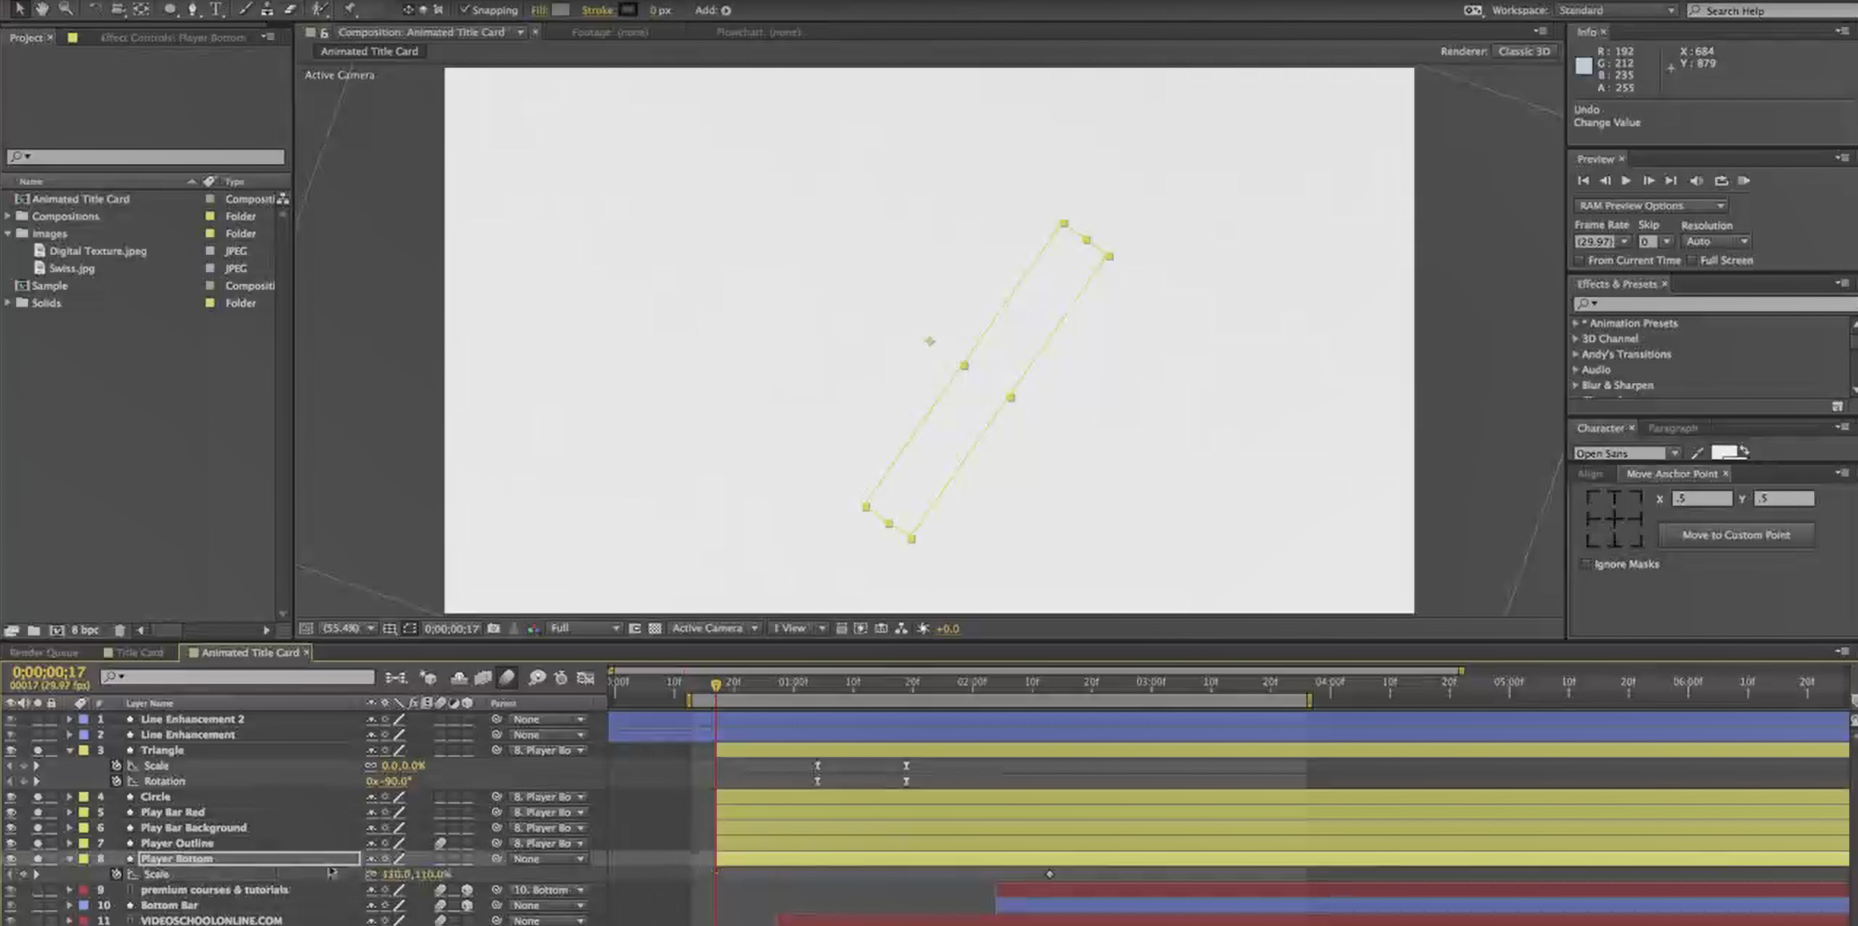 Snapping Fill: Stroke: 0 px Add:
Workspace: Standard Search Help
Project Effect Controls: Player Bottom
Composition: Animated Title Card Footage: (none) Flowchart: (none)
Animated Title Card Renderer: Classic 3D
Active Camera
Name Type
Animated Title Card Composit
Compositions Folder
Images Folder
Digital Texture.jpeg JPEG
Swiss.jpg JPEG
Sample Composit
Solids Folder
8 bpc
(55.4%) 0;00;00;17 Full Active Camera 1 View +0.0
Info
R : 192 X : 684
G : 212 Y : 879
B : 235
A : 255
Undo
Change Value
Preview
RAM Preview Options
Frame Rate Skip Resolution
(29.97) 0 Auto
From Current Time Full Screen
Effects & Presets
* Animation Presets
3D Channel
Andy's Transitions
Audio
Blur & Sharpen
Character Paragraph
Open Sans
Align Move Anchor Point
X .5 Y .5
Move to Custom Point
Ignore Masks
Render Queue Title Card Animated Title Card
0;00;00;17
00017 (29.97 fps)
:00f 10f 20f 01:00f 10f 20f 02:00f 10f 20f 03:00f 10f 20f 04:00f 10f 20f 05:00f 10f 20f 06:00f 10f 20f
# Layer Name Parent
1 Line Enhancement 2 None
2 Line Enhancement None
3 Triangle 8. Player Bo
Scale 0.0,0.0%
Rotation 0x-90.0°
4 Circle 8. Player Bo
5 Play Bar Red 8. Player Bo
6 Play Bar Background 8. Player Bo
7 Player Outline 8. Player Bo
8 Player Bottom None
Scale 110.0,110.0%
9 premium courses & tutorials 10. Bottom
10 Bottom Bar None
11 VIDEOSCHOOLONLINE.COM None